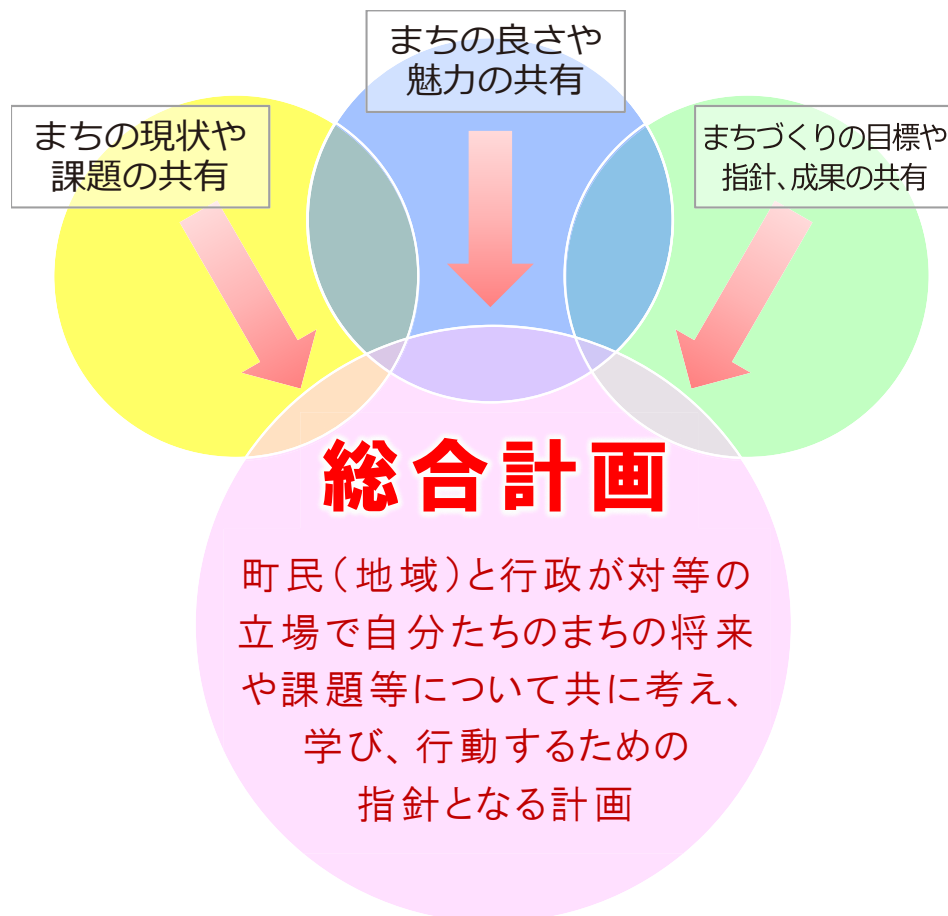 まちの良さや
魅力の共有
まちの現状や
課題の共有
まちづくりの目標や
指針、成果の共有
総合計画
町民(地域)と行政が対等の
立場で自分たちのまちの将来
や課題等について共に考え、
学び、行動するための
指針となる計画